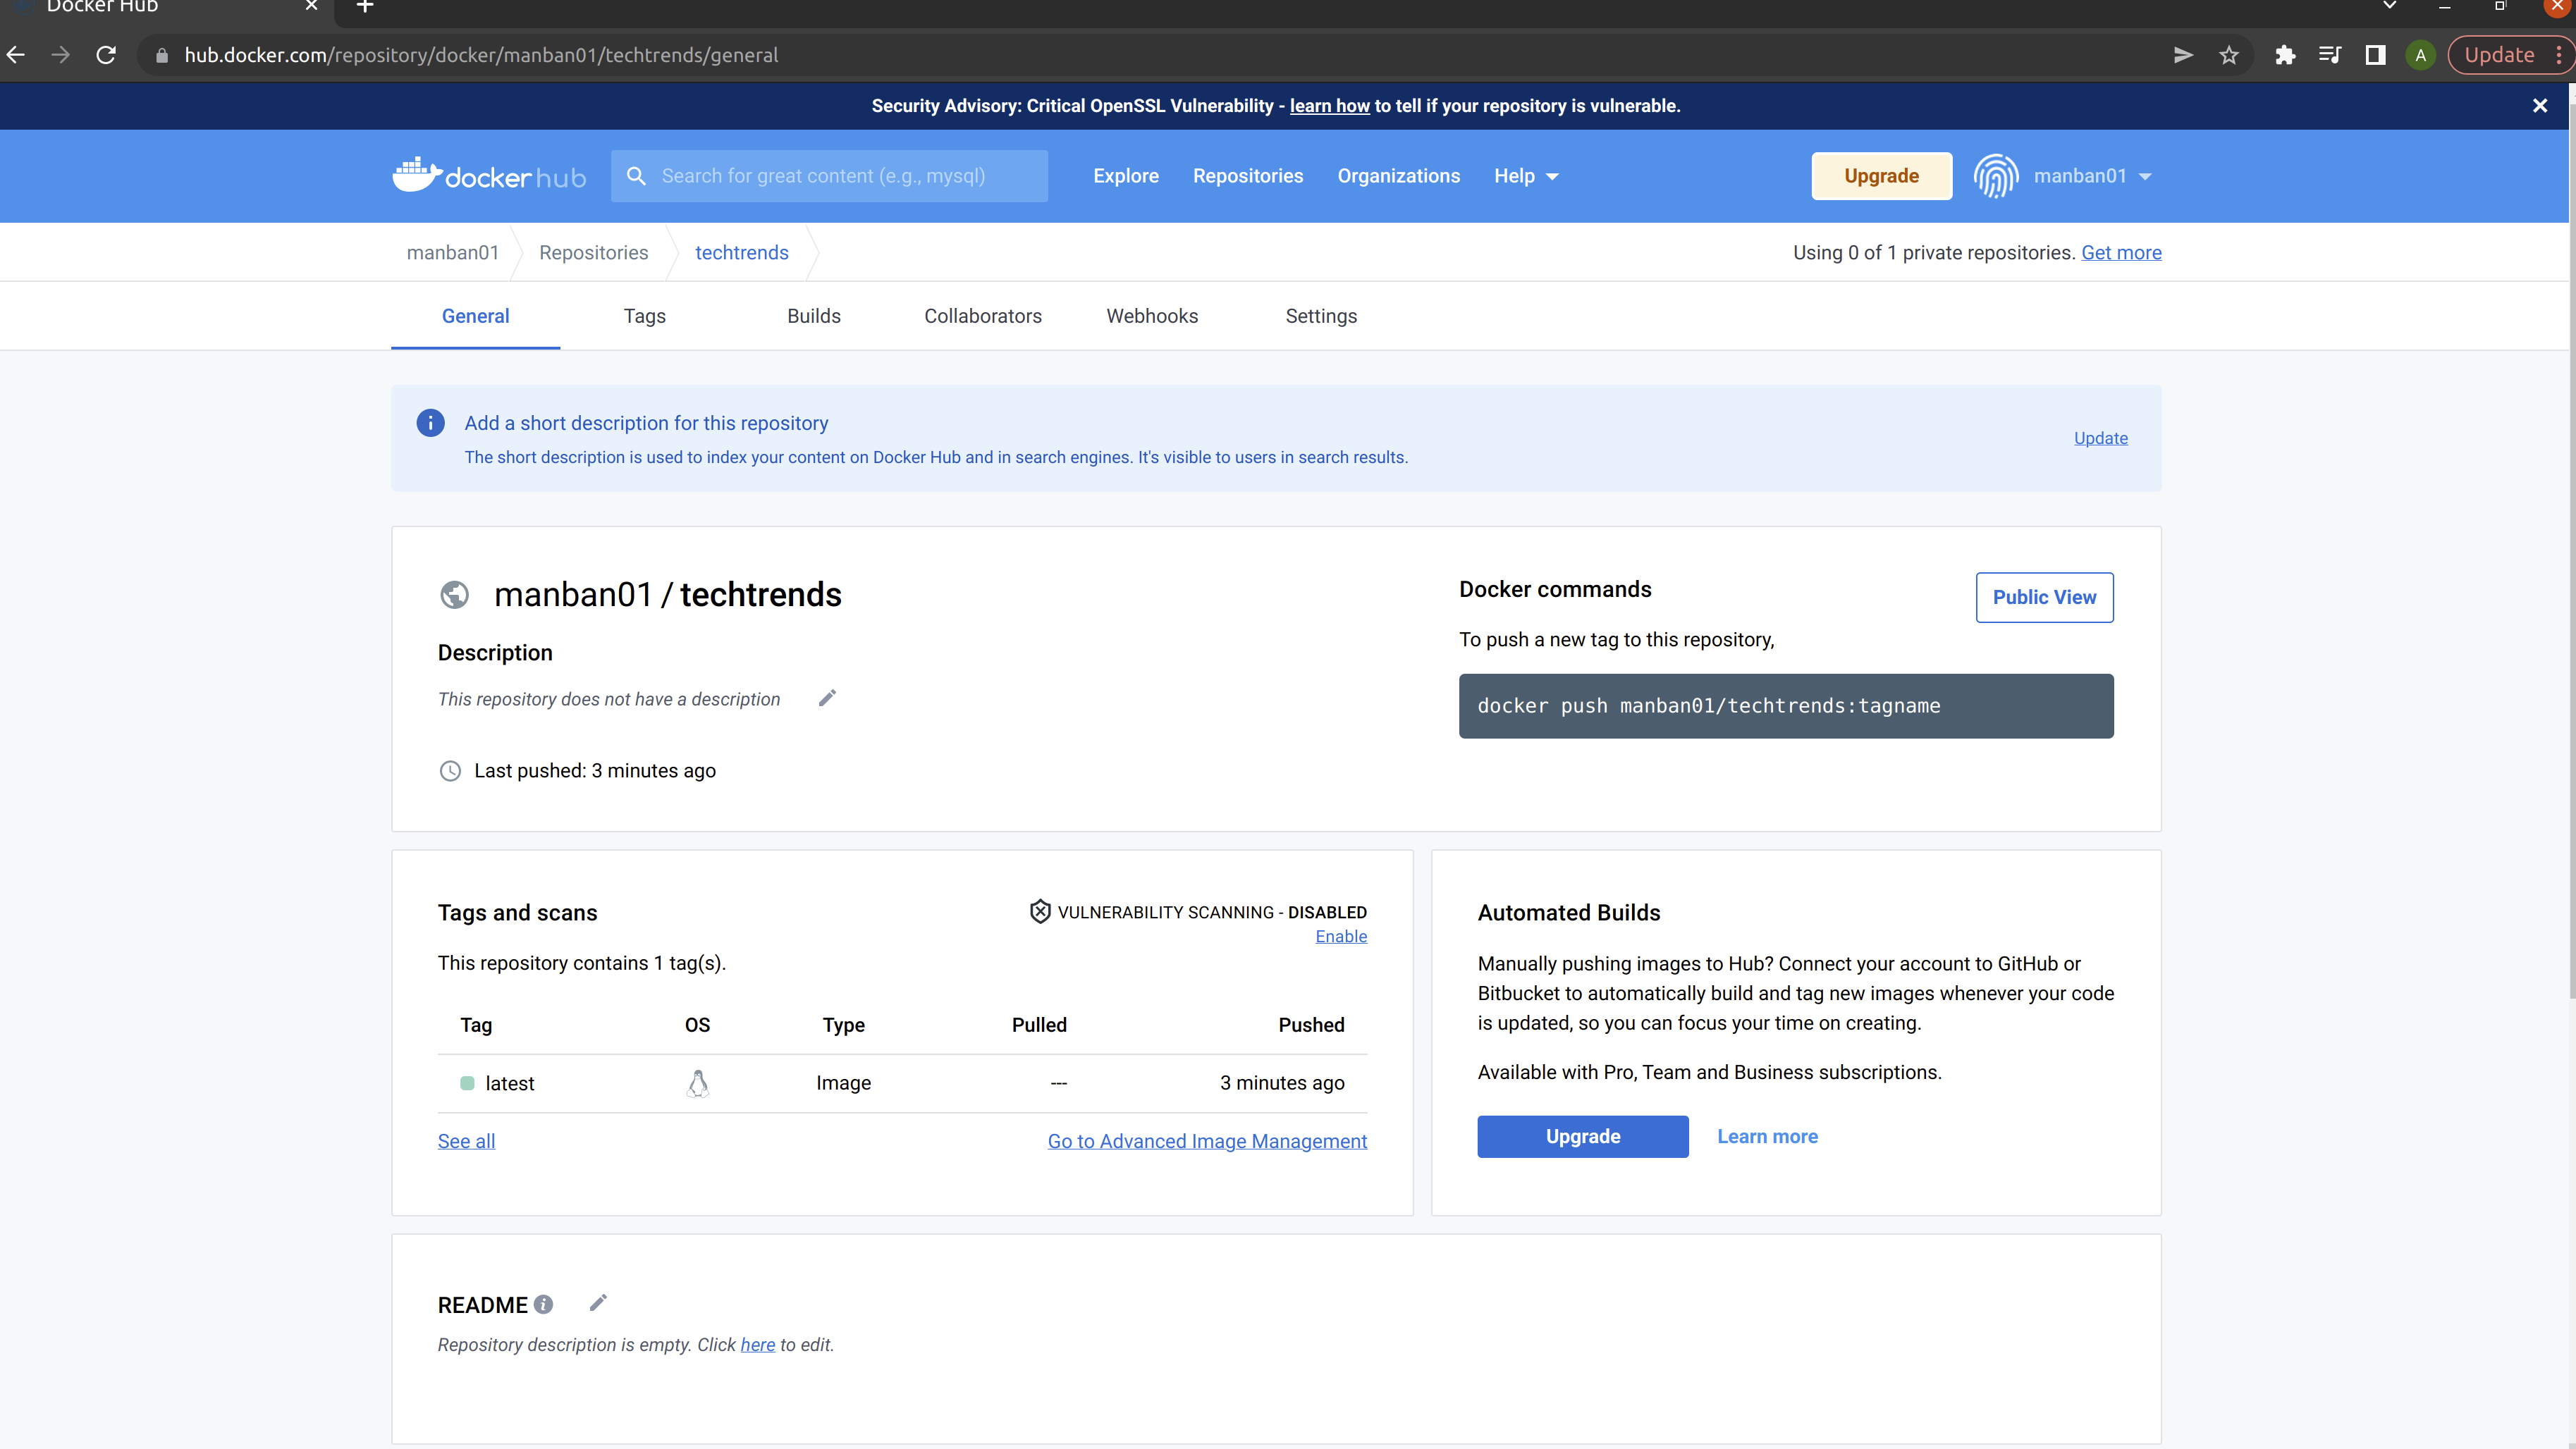 Docker Hub
hub.docker.com/repository/docker/manban01/techtrends/general
A
Update
Security Advisory: Critical OpenSSL Vulnerability - learn how to tell if your repository is vulnerable.
docker hub
Search for great content (e.g., mysql)
Explore
Repositories
Organizations
Help
Upgrade
manban01
manban01
Repositories
techtrends
Using 0 of 1 private repositories. Get more
General
Tags
Builds
Collaborators
Webhooks
Settings
Add a short description for this repository
The short description is used to index your content on Docker Hub and in search engines. It's visible to users in search results.
Update
manban01 / techtrends
Description
This repository does not have a description
Last pushed: 3 minutes ago
Docker commands
Public View
To push a new tag to this repository,
docker push manban01/techtrends:tagname
Tags and scans
VULNERABILITY SCANNING - DISABLED
Enable
This repository contains 1 tag(s).
Tag OS Type Pulled Pushed
latest Image --- 3 minutes ago
See all
Go to Advanced Image Management
Automated Builds
Manually pushing images to Hub? Connect your account to GitHub or
Bitbucket to automatically build and tag new images whenever your code
is updated, so you can focus your time on creating.
Available with Pro, Team and Business subscriptions.
Upgrade
Learn more
README
Repository description is empty. Click here to edit.